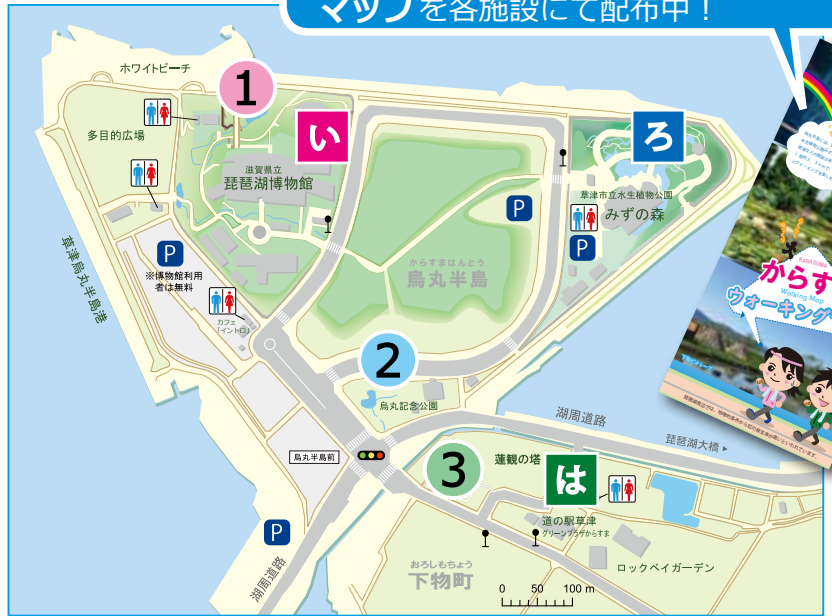 マップを各施設にて配布中！
ホワイトビーチ
1
多目的広場
い
滋賀県立
琵琶湖博物館
ろ
草津市立水生植物公園
みずの森
P
P
P
※博物館利用
者は無料
草津烏丸半島港
からすまはんとう
烏丸半島
カフェ
「イントロ」
2
烏丸記念公園
湖周道路
琵琶湖大橋
烏丸半島前
3
蓮観の塔
は
道の駅草津
グリーンプラザからすま
P
湖周道路
おろしもちょう
下物町
ロックベイガーデン
0 50 100 m
KARASUMA
からす
Walking Map
ウォーキング